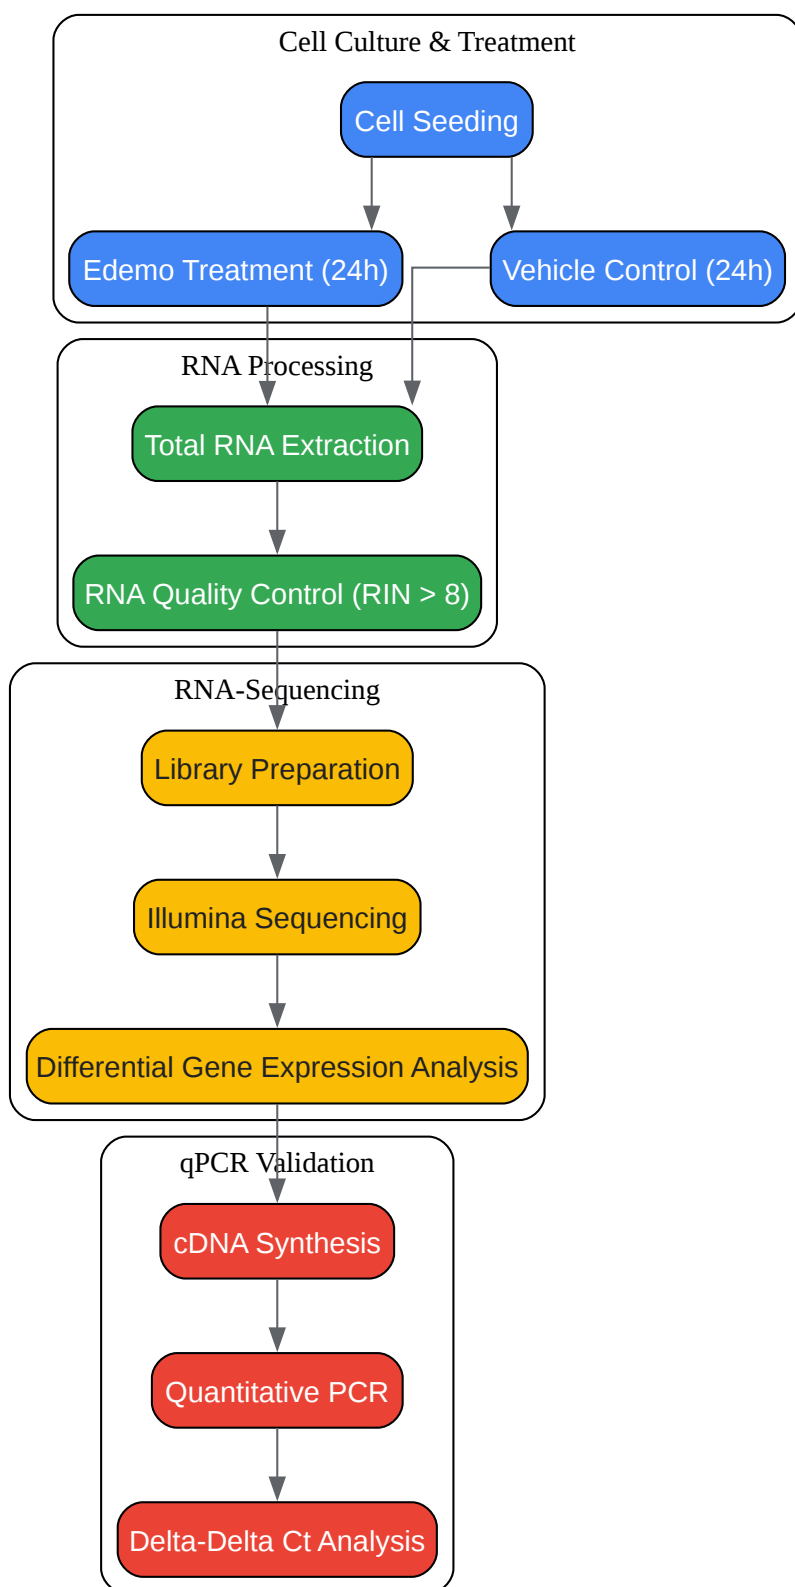 Cell Culture & Treatment
Cell Seeding
Edemo Treatment (24h)
Vehicle Control (24h)
RNA Processing
Total RNA Extraction
RNA Quality Control (RIN > 8)
RNA-Sequencing
Library Preparation
Illumina Sequencing
Differential Gene Expression Analysis
qPCR Validation
cDNA Synthesis
Quantitative PCR
Delta-Delta Ct Analysis